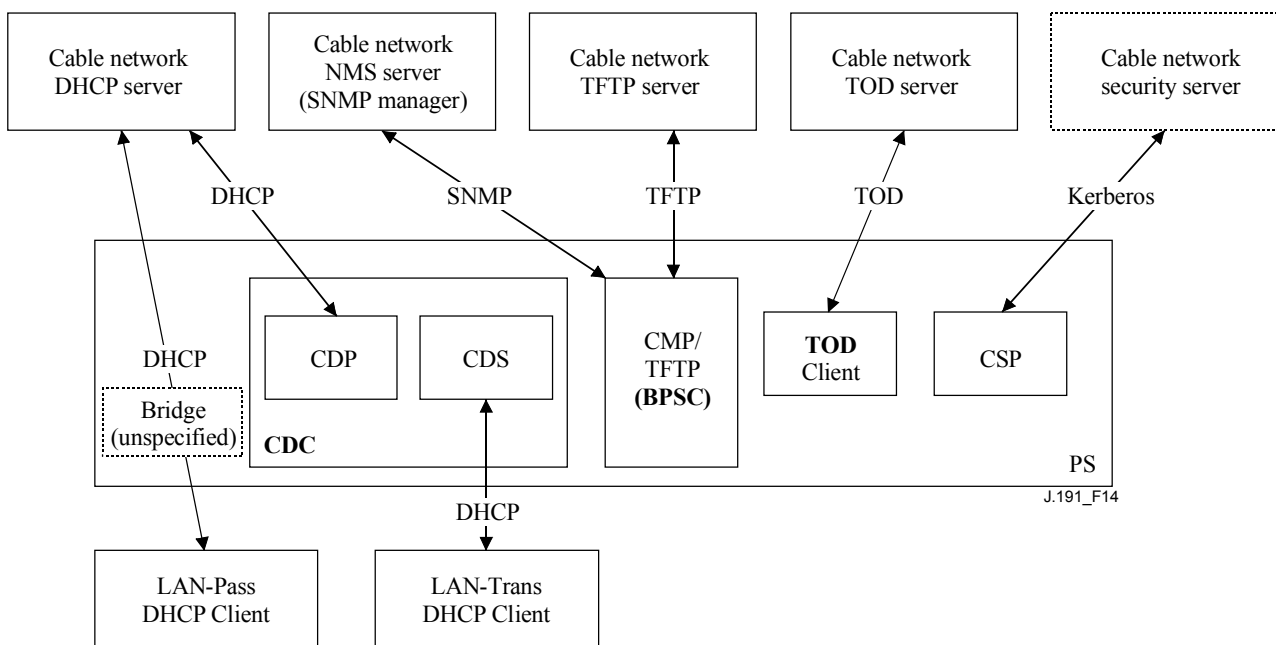 Cable network
DHCP server
Cable network
NMS server
(SNMP manager)
Cable network
TFTP server
Cable network
TOD server
Cable network
security server
DHCP
SNMP
TFTP
TOD
Kerberos
DHCP
Bridge
(unspecified)
CDP
CDS
CDC
CMP/
TFTP
(BPSC)
TOD
Client
CSP
PS
J.191_F14
DHCP
LAN-Pass
DHCP Client
LAN-Trans
DHCP Client